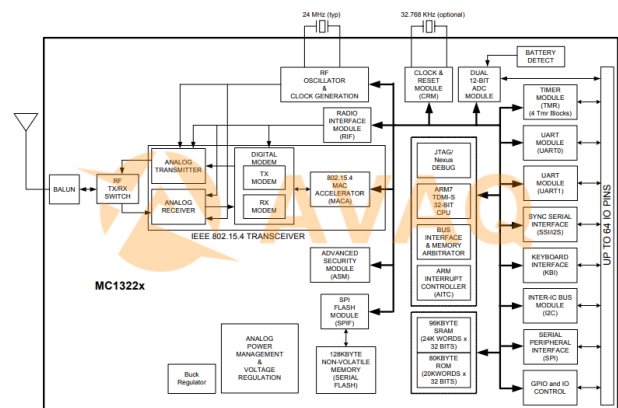 24 MHz (typ)
32.768 KHz (optional)
BATTERY
DETECT
RF
OSCILLATOR
&
CLOCK GENERATION
CLOCK &
RESET
MODULE
(CRM)
DUAL
12-BIT
ADC
MODULE
TIMER
MODULE
(TMR)
(4 Tmr Blocks)
RADIO
INTERFACE
MODULE
(RIF)
UART
MODULE
(UART0)
ANALOG
TRANSMITTER
DIGITAL
MODEM
TX
MODEM
RX
MODEM
802.15.4
MAC
ACCELERATOR
(MACA)
JTAG/
Nexus
DEBUG
ARM7
TDMI-S
32-BIT
CPU
BUS
INTERFACE
& MEMORY
ARBITRATOR
ARM
INTERRUPT
CONTROLLER
(AITC)
UART
MODULE
(UART1)
BALUN
RF
TX/RX
SWITCH
ANALOG
RECEIVER
IEEE 802.15.4 TRANSCEIVER
AVAQ
SYNC SERIAL
INTERFACE
(SSI/i2S)
UP TO 64 IO PINS
ADVANCED
SECURITY
MODULE
(ASM)
KEYBOARD
INTERFACE
(KBI)
MC1322x
INTER-IC BUS
MODULE
(I2C)
SPI
FLASH
MODULE
(SPIF)
96KBYTE
SRAM
(24K WORDS x
32 BITS)
80KBYTE
ROM
(20KWORDS x
32 BITS)
SERIAL
PERIPHERAL
INTERFACE
(SPI)
ANALOG
POWER
MANAGEMENT
&
VOLTAGE
REGULATION
Buck
Regulator
128KBYTE
NON-VOLATILE
MEMORY
(SERIAL
FLASH)
GPIO and IO
CONTROL